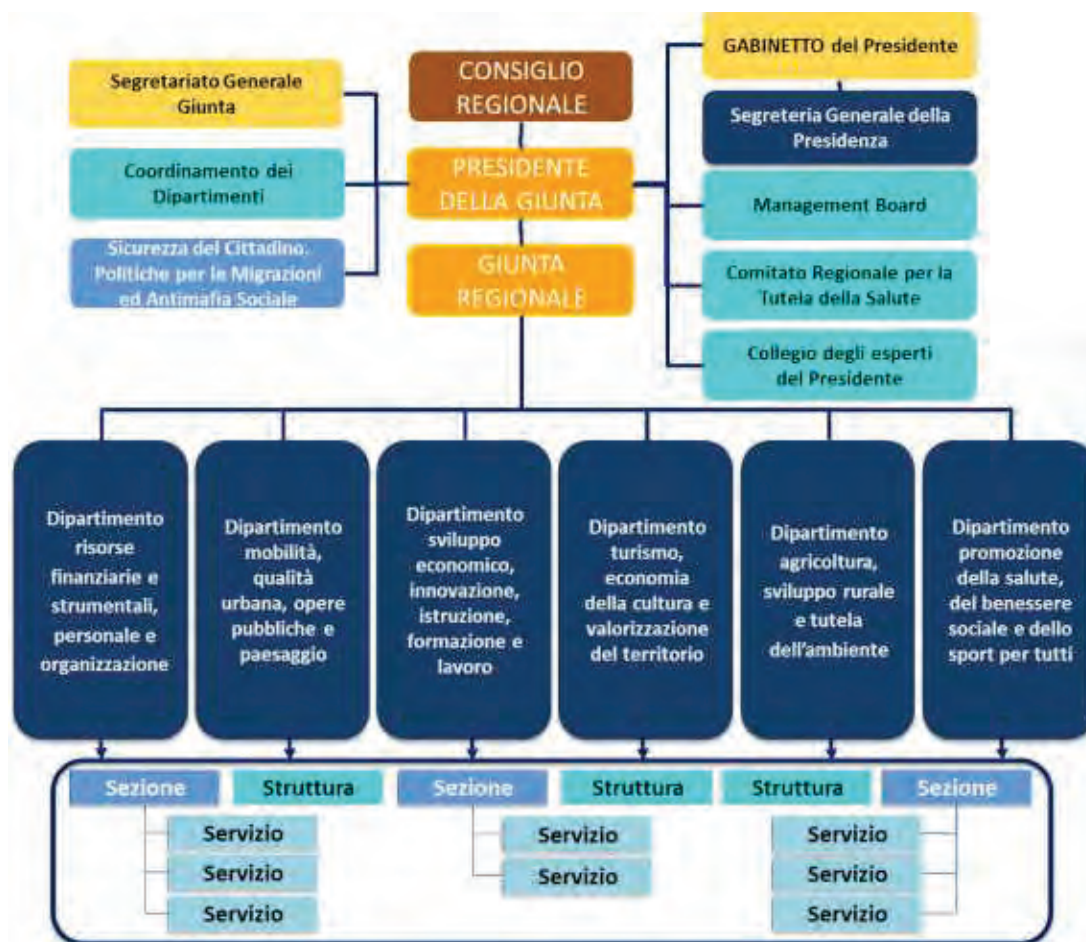 Segretariato Generale
Giunta
Coordinamento dei
Dipartimenti
Sicurezza del Cittadino.
Politiche per le Migrazioni
ed Antimafia Sociale
CONSIGLIO
REGIONALE
PRESIDENTE
DELLA GIUNTA
GIUNTA
REGIONALE
GABINETTO del Presidente
Segreteria Generale della
Presidenza
Management Board
Comitato Regionale per la
Tutela della Salute
Collegio degli esperti
del Presidente
Dipartimento
risorse
finanziarie e
strumentali,
personale e
organizzazione
Dipartimento
mobilità,
qualità
urbana, opere
pubbliche e
paesaggio
Dipartimento
sviluppo
economico,
innovazione,
istruzione,
formazione e
lavoro
Dipartimento
turismo,
economia
della cultura e
valorizzazione
del territorio
Dipartimento
agricoltura,
sviluppo rurale
e tutela
dell'ambiente
Dipartimento
promozione
della salute,
del benessere
sociale e dello
sport per tutti
Sezione
Struttura
Sezione
Struttura
Struttura
Sezione
Servizio
Servizio
Servizio
Servizio
Servizio
Servizio
Servizio
Servizio